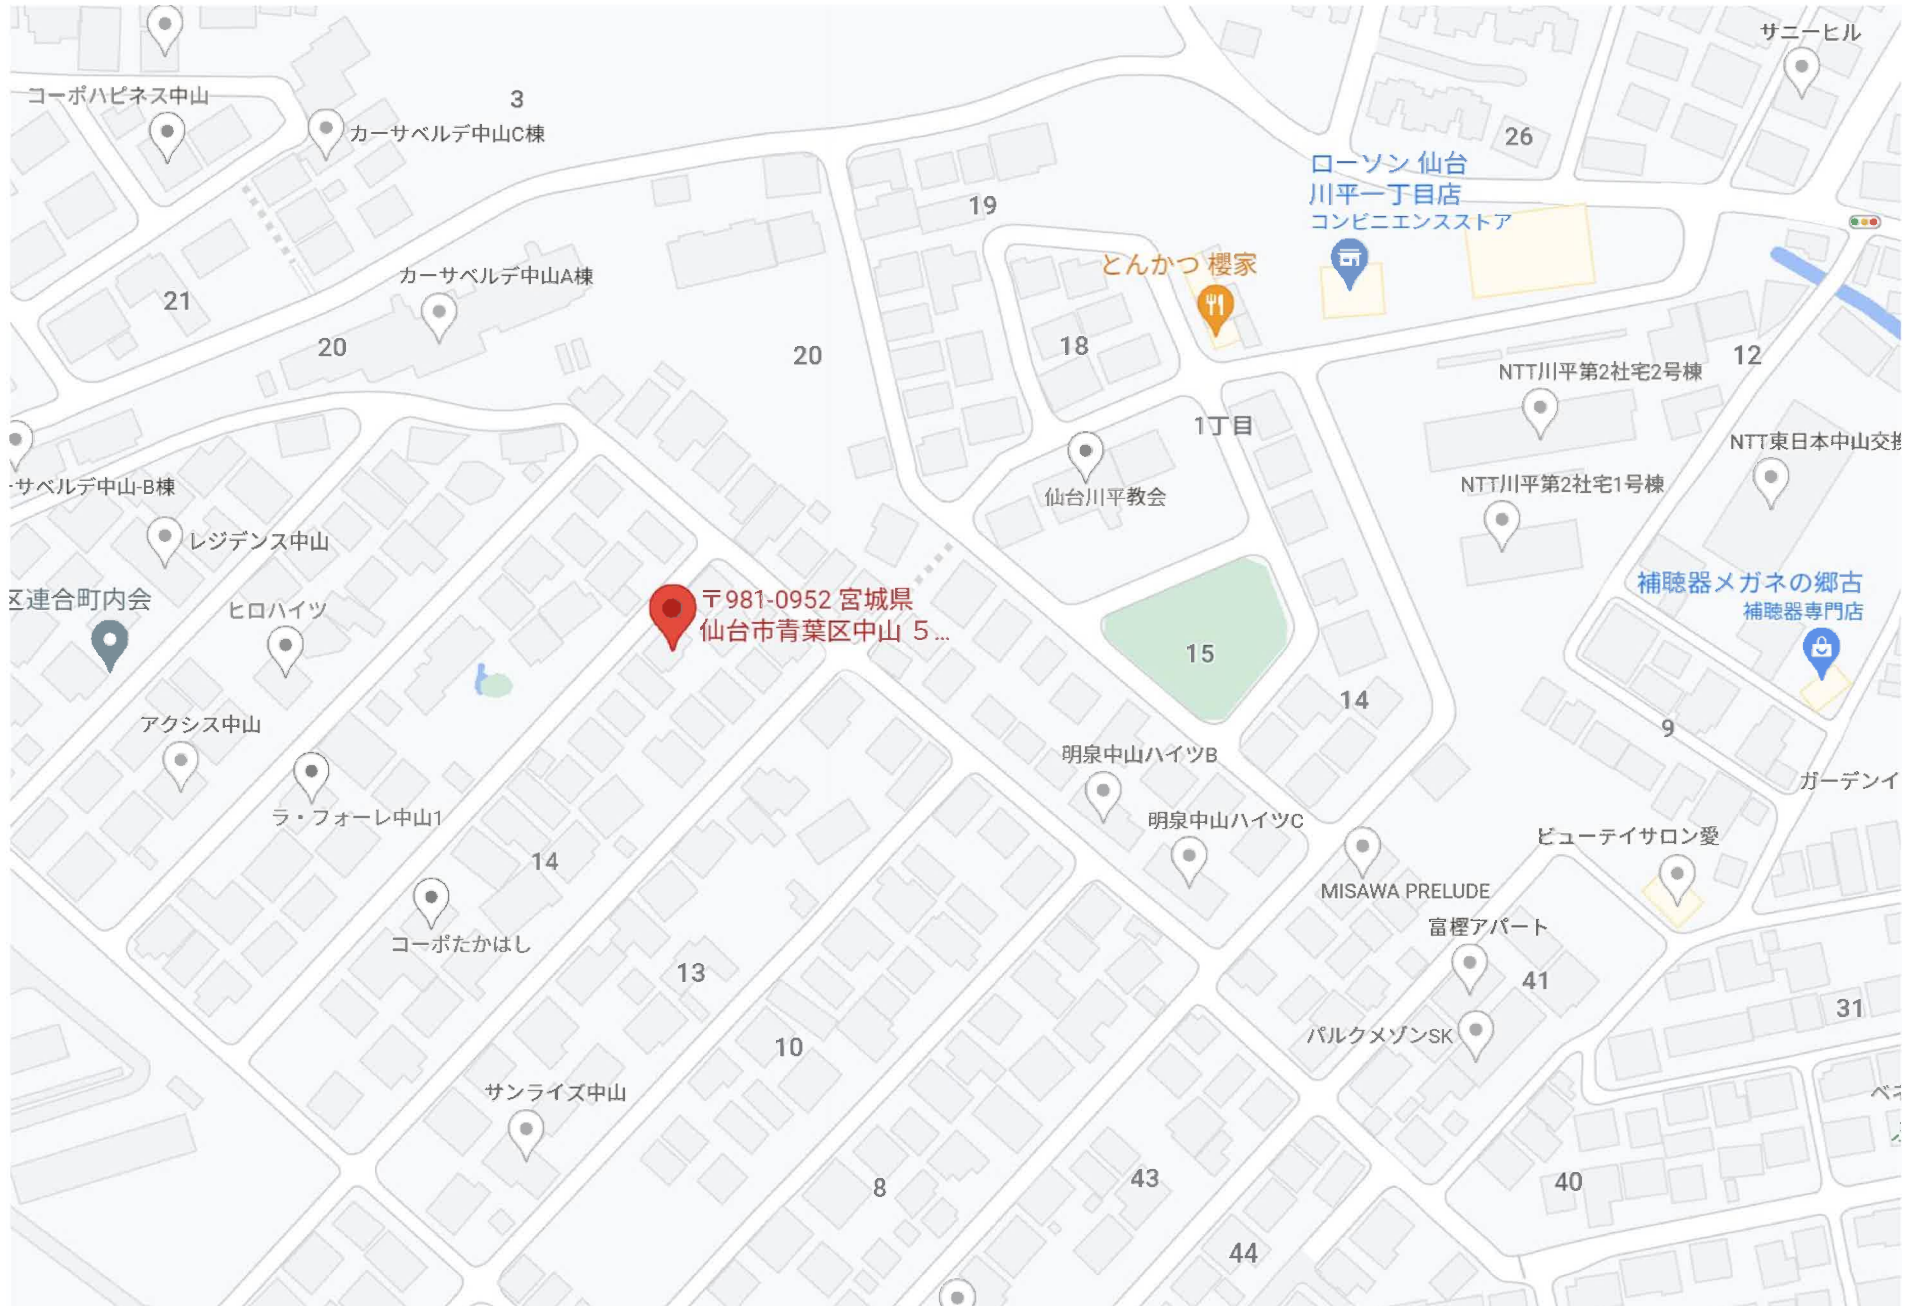 サニーヒル
コーポハピネス中山
3
カーサベルデ中山C棟
26
ローソン 仙台
川平一丁目店
コンビニエンスストア
19
とんかつ 櫻家
カーサベルデ中山A棟
21
20
20
18
12
NTT川平第2社宅2号棟
1丁目
NTT東日本中山交換
サベルデ中山-B棟
仙台川平教会
NTT川平第2社宅1号棟
レジデンス中山
区連合町内会
ヒロハイツ
〒981-0952 宮城県
仙台市青葉区中山 5...
補聴器メガネの郷古
補聴器専門店
15
14
9
アクシス中山
明泉中山ハイツB
ガーデンイ
ラ・フォーレ中山1
明泉中山ハイツC
ビューテイサロン愛
14
MISAWA PRELUDE
富樫アパート
コーポたかはし
13
41
31
10
パルクメゾンSK
サンライズ中山
8
43
40
44